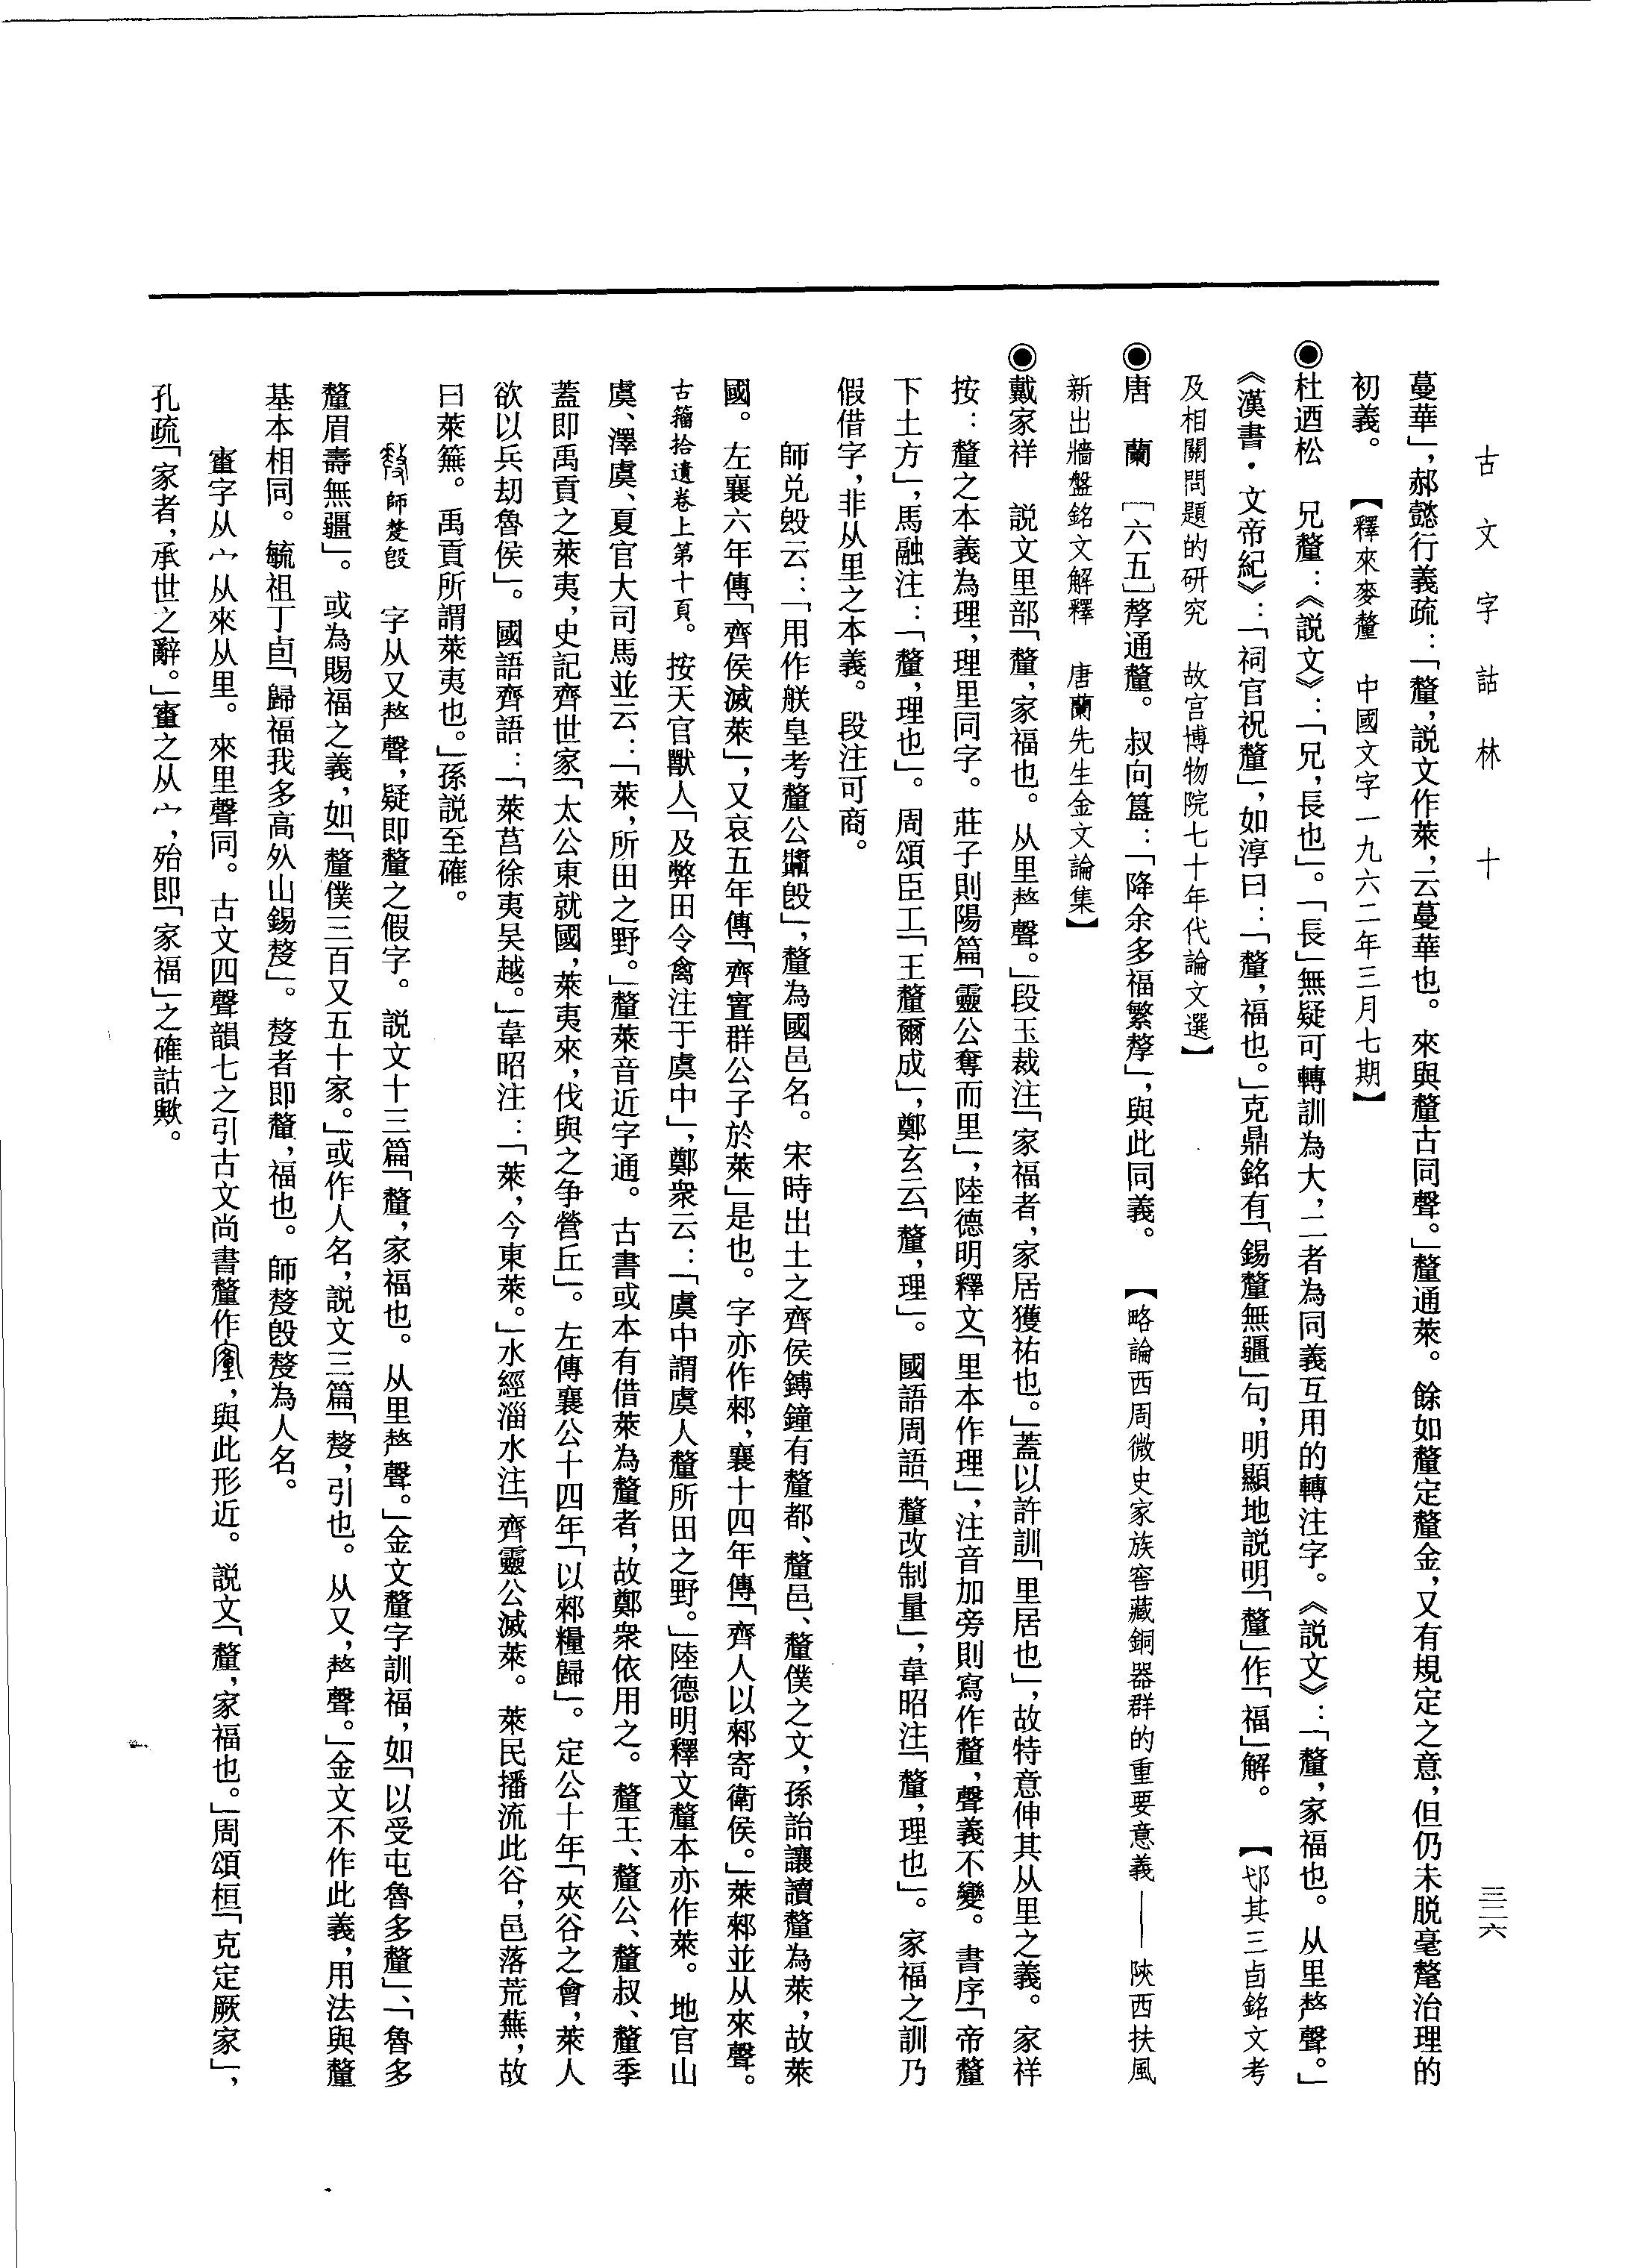 古文字詁林 十
三二六
蔓華」，郝懿行義疏：「釐，説文作萊，云蔓華也。來與釐古同聲。」釐通萊。餘如釐定釐金，又有規定之意，但仍未脱毫氂治理的
初義。 【釋來麥釐 中國文字一九六二年三月七期】
◉杜迺松 兄釐：《説文》：「兄，長也」。「長」無疑可轉訓為大，二者為同義互用的轉注字。《説文》：「釐，家福也。从里𠩺聲。」
《漢書·文帝紀》：「祠官祝釐」，如淳曰：「釐，福也。」克鼎銘有「錫釐無疆」句，明顯地説明「釐」作「福」解。 【邲其三卣銘文考
及相關問題的研究 故宫博物院七十年代論文選】
◉唐 蘭 [六五]孷通釐。叔向簋：「降余多福繁孷」，與此同義。 【略論西周微史家族窖藏銅器群的重要意義——陝西扶風
新出牆盤銘文解釋 唐蘭先生金文論集】
◉戴家祥 説文里部「釐，家福也。从里𠩺聲。」段玉裁注「家福者，家居獲祐也。」蓋以許訓「里居也」，故特意伸其从里之義。家祥
按：釐之本義為理，理里同字。莊子則陽篇「靈公奪而里」，陸德明釋文「里本作理」，注音加旁則寫作釐，聲義不變。書序「帝釐
下土方」，馬融注：「釐，理也」。周頌臣工「王釐爾成」，鄭玄云「釐，理」。國語周語「釐改制量」，韋昭注「釐，理也」。家福之訓乃
假借字，非从里之本義。段注可商。
師兑𣪘云：「用作朕皇考釐公䵼𣪘」，釐為國邑名。宋時出土之齊侯鎛鐘有釐都、釐邑、釐僕之文，孫詒讓讀釐為萊，故萊
國。左襄六年傳「齊侯滅萊」，又哀五年傳「齊寘群公子於萊」是也。字亦作郲，襄十四年傳「齊人以郲寄衛侯。」萊郲並从來聲。
古籀拾遺卷上第十頁。按天官獸人「及弊田令禽注于虞中」，鄭衆云：「虞中謂虞人釐所田之野。」陸德明釋文釐本亦作萊。地官山
虞、澤虞、夏官大司馬並云：「萊，所田之野。」釐萊音近字通。古書或本有借萊為釐者，故鄭衆依用之。釐王、釐公、釐叔、釐季
蓋即禹貢之萊夷，史記齊世家「太公東就國，萊夷來，伐與之争營丘」。左傳襄公十四年「以郲糧歸」。定公十年「夾谷之會，萊人
欲以兵劫魯侯」。國語齊語：「萊莒徐夷吴越。」韋昭注：「萊，今東萊。」水經淄水注「齊靈公滅萊。萊民播流此谷，邑落荒蕪，故
曰萊蕪。禹貢所謂萊夷也。」孫説至確。
師𠭰𣪘 字从又𠩺聲，疑即釐之假字。説文十三篇「釐，家福也。从里𠩺聲。」金文釐字訓福，如「以受屯魯多釐」、「魯多
釐眉壽無疆」。或為賜福之義，如「釐僕三百又五十家。」或作人名，説文三篇「𠭰，引也。从又，𠩺聲。」金文不作此義，用法與釐
基本相同。毓祖丁卣「歸福我多高𠨘山錫𠭰」。𠭰者即釐，福也。師𠭰𣪘𠭰為人名。
字从宀从來从里。來里聲同。古文四聲韻七之引古文尚書釐作，與此形近。説文「釐，家福也。」周頌桓「克定厥家」，
孔疏「家者，承世之辭。」之从宀，殆即「家福」之確詁歟。